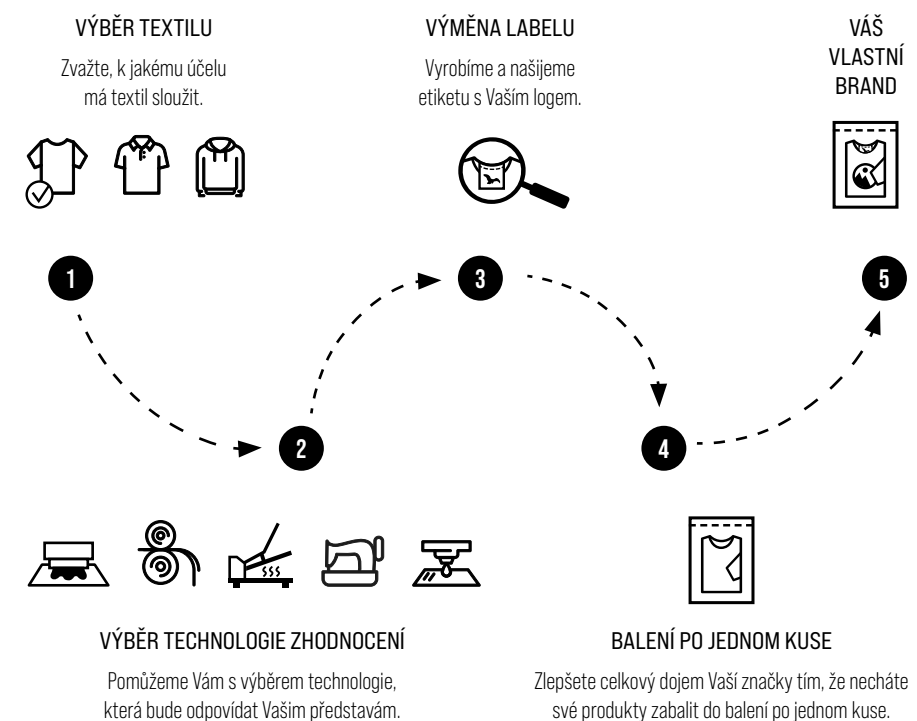 VÝBĚR TEXTILU
Zvažte, k jakému účelu
má textil sloužit.
1
VÝBĚR TECHNOLOGIE ZHODNOCENÍ
Pomůžeme Vám s výběrem technologie,
která bude odpovídat Vašim představám.
2
VÝMĚNA LABELU
Vyrobíme a našijeme
etiketu s Vaším logem.
3
BALENÍ PO JEDNOM KUSE
Zlepšete celkový dojem Vaší značky tím, že necháte
své produkty zabalit do balení po jednom kuse.
4
VÁŠ
VLASTNÍ
BRAND
5